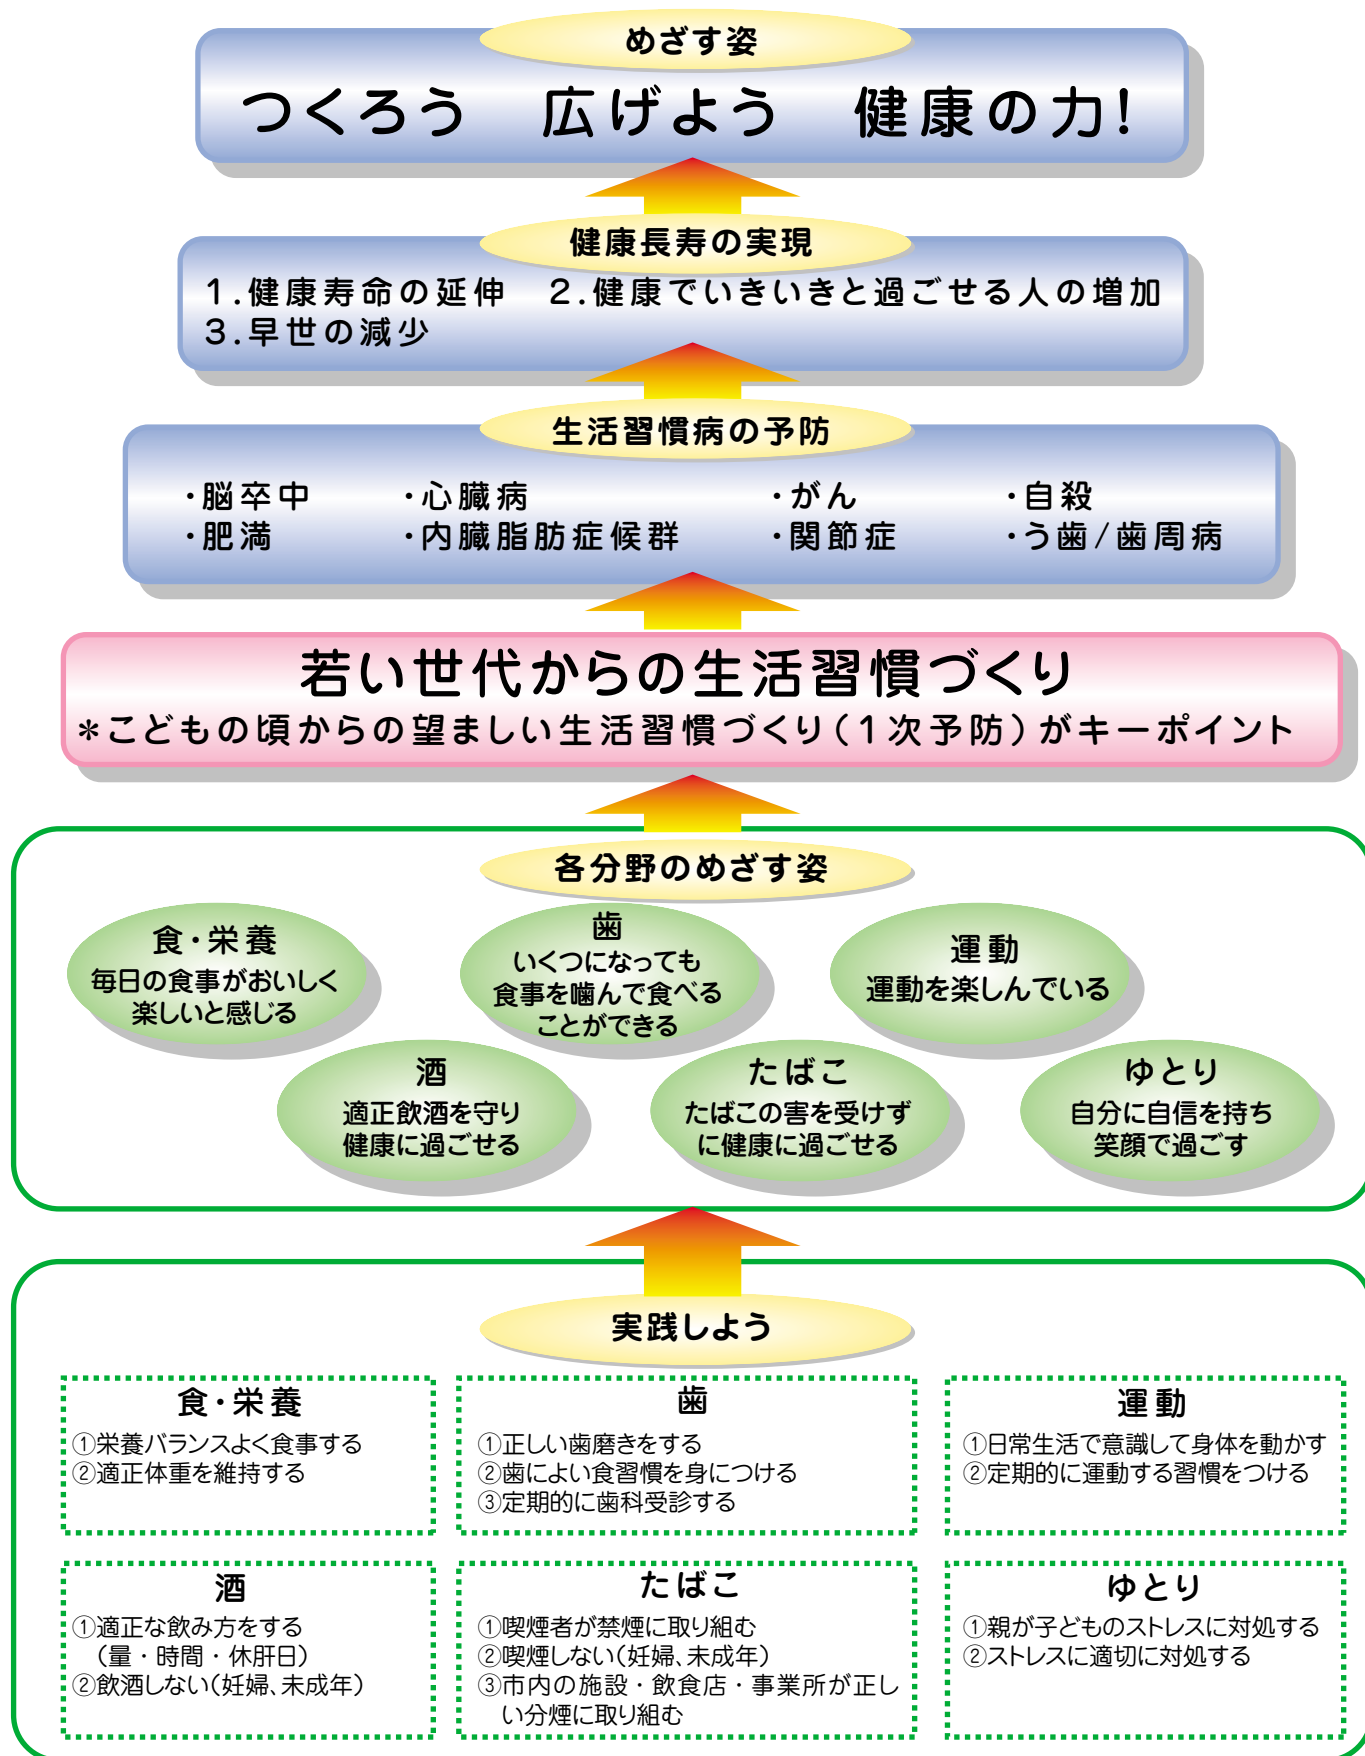 めざす姿
つくろう　広げよう　健康の力!
健康長寿の実現
1.健康寿命の延伸　2.健康でいきいきと過ごせる人の増加
3.早世の減少
生活習慣病の予防
・脳卒中　・心臓病　・がん　・自殺
・肥満　・内臓脂肪症候群　・関節症　・う歯/歯周病
若い世代からの生活習慣づくり
＊こどもの頃からの望ましい生活習慣づくり(1次予防)がキーポイント
各分野のめざす姿
食・栄養
毎日の食事がおいしく
楽しいと感じる
歯
いくつになっても
食事を噛んで食べる
ことができる
運動
運動を楽しんでいる
酒
適正飲酒を守り
健康に過ごせる
たばこ
たばこの害を受けず
に健康に過ごせる
ゆとり
自分に自信を持ち
笑顔で過ごす
実践しよう
食・栄養
①栄養バランスよく食事する
②適正体重を維持する
歯
①正しい歯磨きをする
②歯によい食習慣を身につける
③定期的に歯科受診する
運動
①日常生活で意識して身体を動かす
②定期的に運動する習慣をつける
酒
①適正な飲み方をする
(量・時間・休肝日)
②飲酒しない(妊婦、未成年)
たばこ
①喫煙者が禁煙に取り組む
②喫煙しない(妊婦、未成年)
③市内の施設・飲食店・事業所が正し
い分煙に取り組む
ゆとり
①親が子どものストレスに対処する
②ストレスに適切に対処する